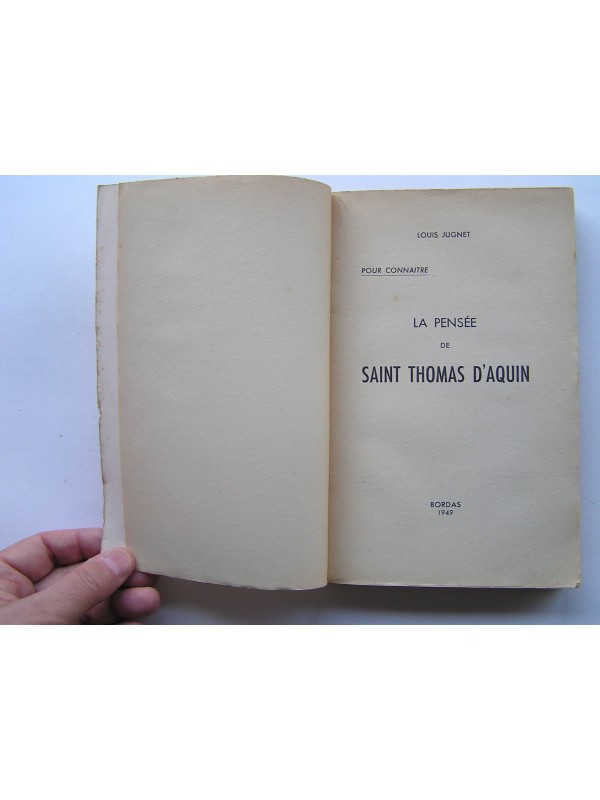 LOUIS JUGNET
POUR CONNAITRE
LA PENSÉE
DE
SAINT THOMAS D'AQUIN
BORDAS
1949